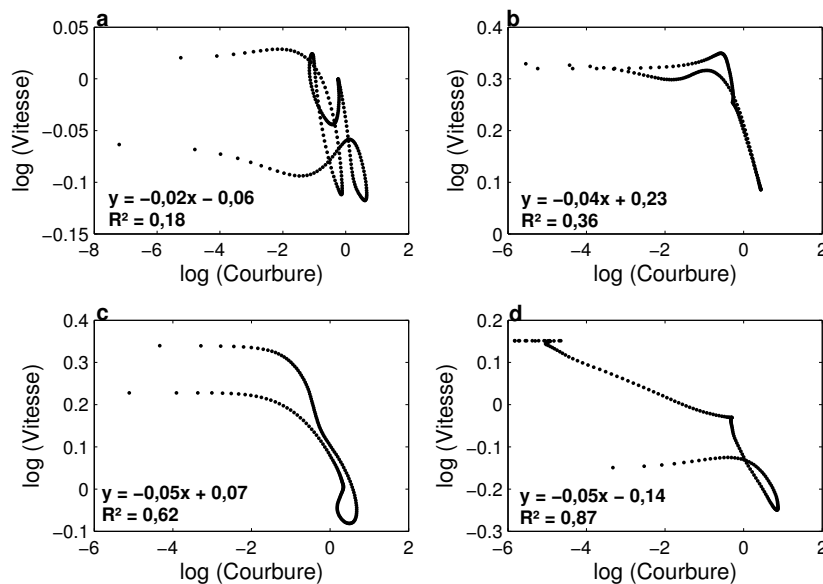 a
0.05
0
−0.05
−0.1
−0.15
log (Vitesse)
y = −0,02x − 0,06
R² = 0,18
−8 −6 −4 −2 0 2
log (Courbure)
b
0.4
0.3
0.2
0.1
0
log (Vitesse)
y = −0,04x + 0,23
R² = 0,36
−6 −4 −2 0 2
log (Courbure)
c
0.4
0.3
0.2
0.1
0
−0.1
log (Vitesse)
y = −0,05x + 0,07
R² = 0,62
−6 −4 −2 0 2
log (Courbure)
d
0.2
0.1
0
−0.1
−0.2
−0.3
log (Vitesse)
y = −0,05x − 0,14
R² = 0,87
−6 −4 −2 0 2
log (Courbure)